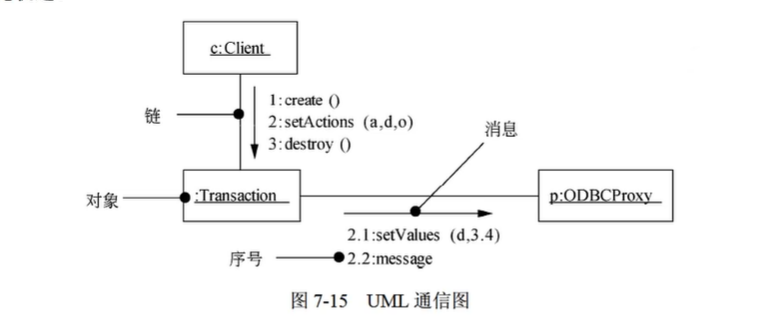 c:Client
1:create ()
2:setActions (a,d,o)
3:destroy ()
链
消息
对象
:Transaction
p:ODBCProxy
2.1:setValues (d,3.4)
序号
2.2:message
图 7-15 UML 通信图